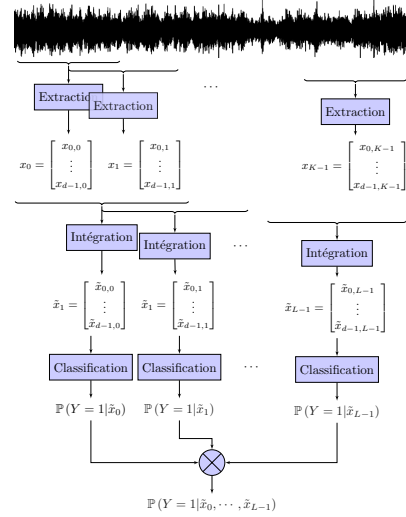 Extraction Extraction ... Extraction
x_0 = [x_{0,0} ⋮ x_{d-1,0}] x_1 = [x_{0,1} ⋮ x_{d-1,1}] x_{K-1} = [x_{0,K-1} ⋮ x_{d-1,K-1}]
Intégration Intégration ... Intégration
x̃_1 = [x̃_{0,0} ⋮ x̃_{d-1,0}] x̃_1 = [x̃_{0,1} ⋮ x̃_{d-1,1}] x̃_{L-1} = [x̃_{0,L-1} ⋮ x̃_{d-1,L-1}]
Classification Classification ... Classification
ℙ(Y = 1|x̃_0) ℙ(Y = 1|x̃_1) ℙ(Y = 1|x̃_{L-1})
ℙ(Y = 1|x̃_0, ⋯, x̃_{L-1})